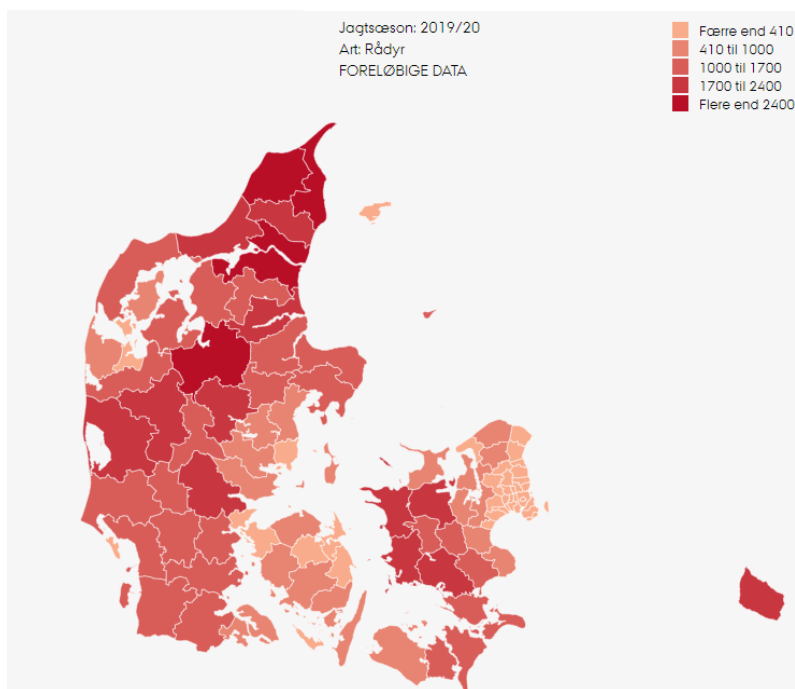 Jagtsæson: 2019/20
Art: Rådyr
FORELØBIGE DATA
Færre end 410
410 til 1000
1000 til 1700
1700 til 2400
Flere end 2400